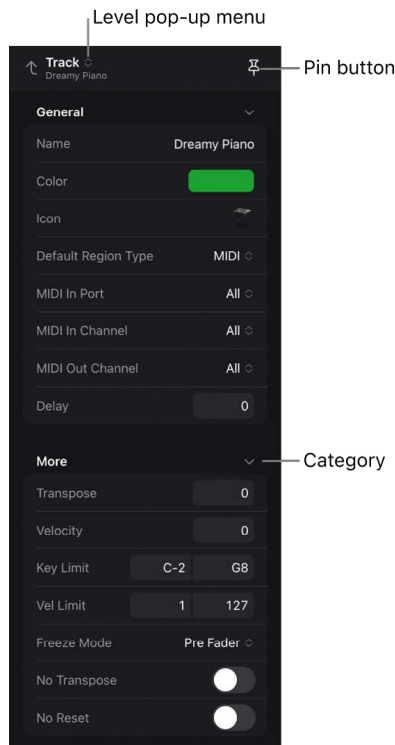 Level pop-up menu
Track
Dreamy Piano
Pin button
General
Name Dreamy Piano
Color
Icon
Default Region Type MIDI
MIDI In Port All
MIDI In Channel All
MIDI Out Channel All
Delay 0
More
Category
Transpose 0
Velocity 0
Key Limit C-2 G8
Vel Limit 1 127
Freeze Mode Pre Fader
No Transpose
No Reset